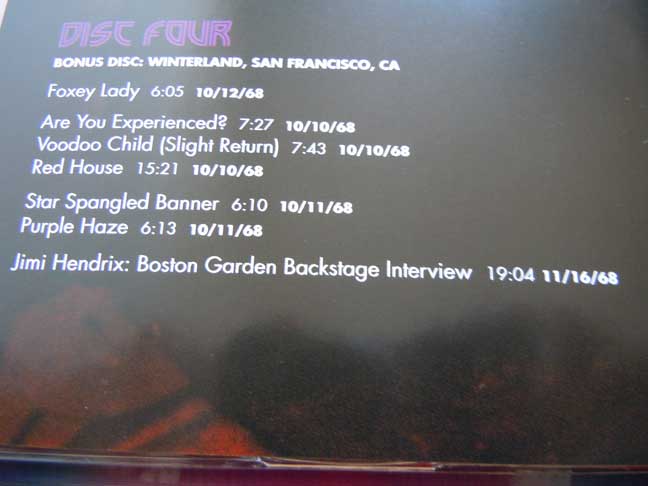 DISC FOUR
BONUS DISC: WINTERLAND, SAN FRANCISCO, CA
Foxey Lady 6:05 10/12/68
Are You Experienced? 7:27 10/10/68
Voodoo Child (Slight Return) 7:43 10/10/68
Red House 15:21 10/10/68
Star Spangled Banner 6:10 10/11/68
Purple Haze 6:13 10/11/68
Jimi Hendrix: Boston Garden Backstage Interview 19:04 11/16/68